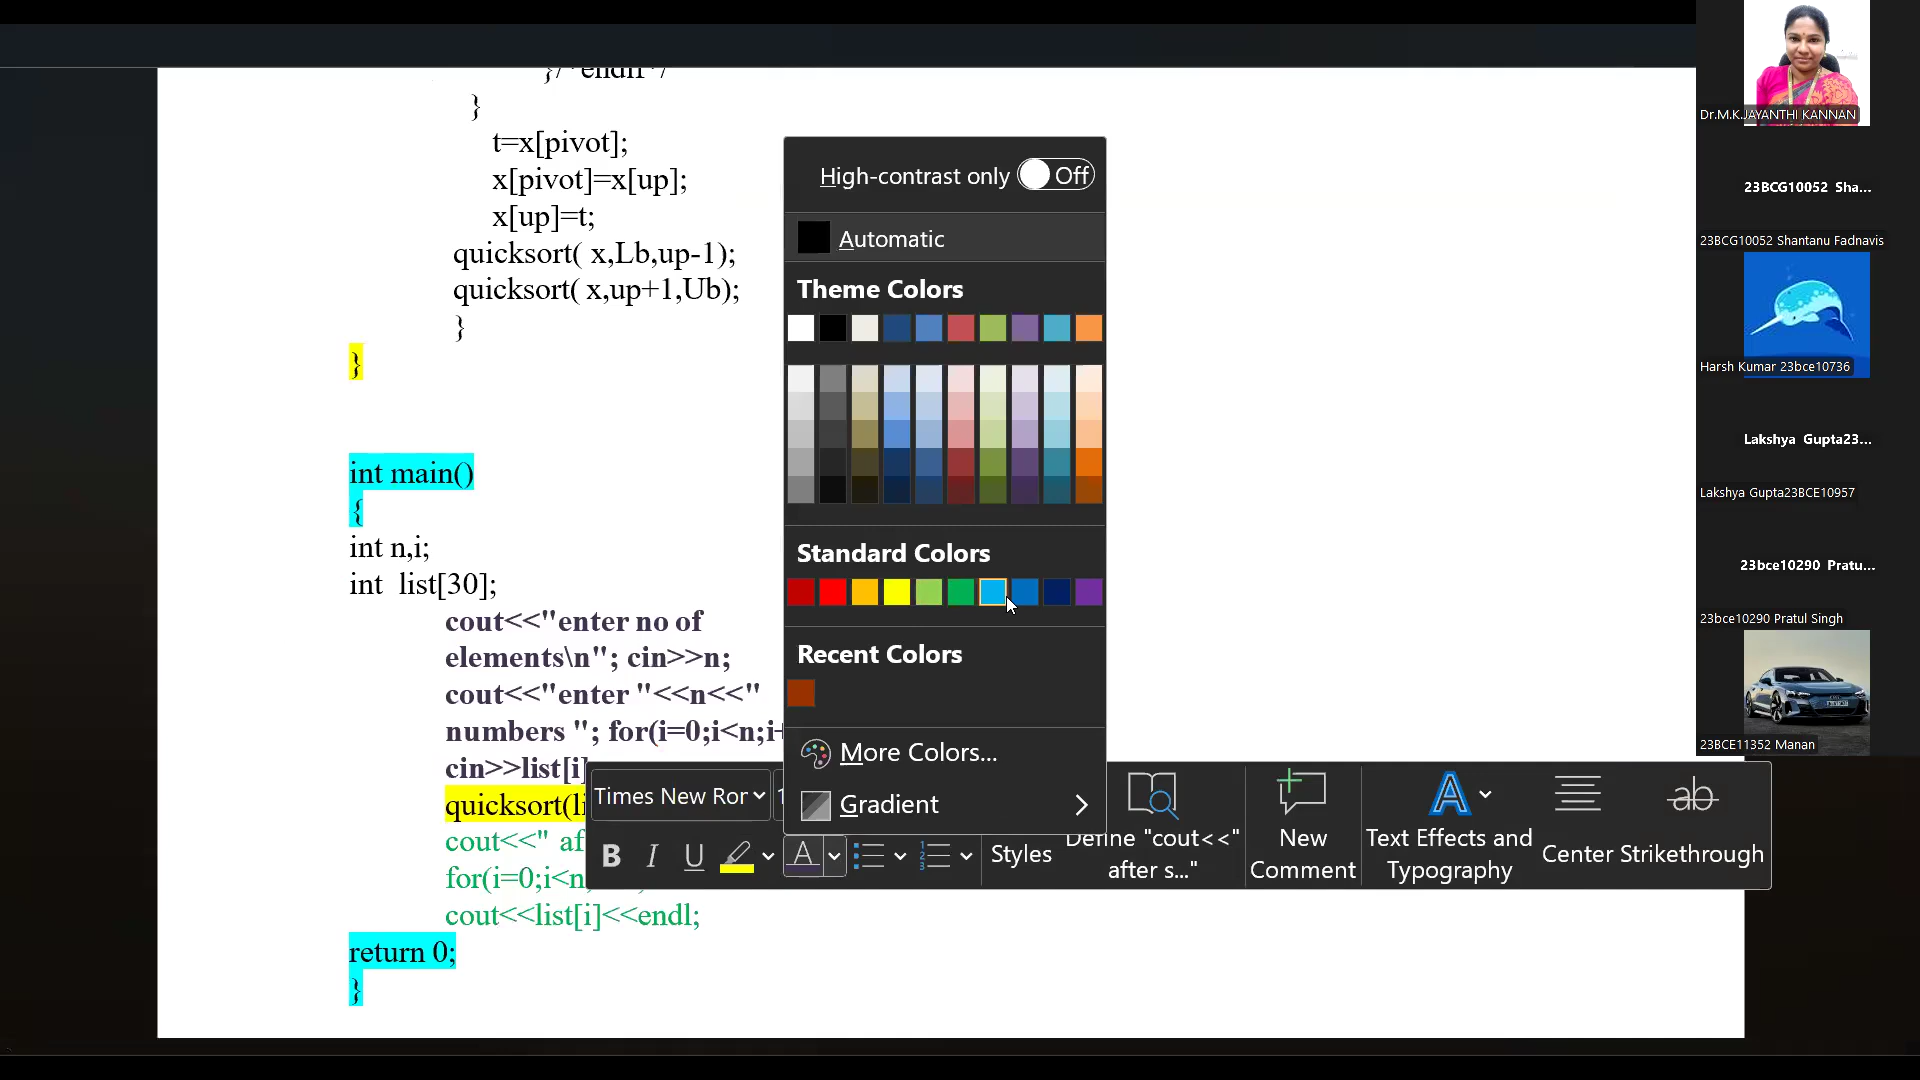 }/*endif*/
}
t=x[pivot];
x[pivot]=x[up];
x[up]=t;
quicksort( x,Lb,up-1);
quicksort( x,up+1,Ub);
}
}
int main()
{
int n,i;
int list[30];
cout<<"enter no of
elements\n"; cin>>n;
cout<<"enter "<<n<<"
numbers "; for(i=0;i<n;i+
cin>>list[i]
quicksort(li
cout<<" af
for(i=0;i<n
cout<<list[i]<<endl;
return 0;
}
High-contrast only Off
Automatic
Theme Colors
Standard Colors
Recent Colors
More Colors...
Gradient
Times New Ror
B I U A
Styles
Define "cout<<"
after s..."
New
Comment
A
Text Effects and
Typography
Center
ab
Strikethrough
Dr.M.K.JAYANTHI KANNAN
23BCG10052 Sha...
23BCG10052 Shantanu Fadnavis
Harsh Kumar 23bce10736
Lakshya Gupta23...
Lakshya Gupta23BCE10957
23bce10290 Pratu...
23bce10290 Pratul Singh
23BCE11352 Manan